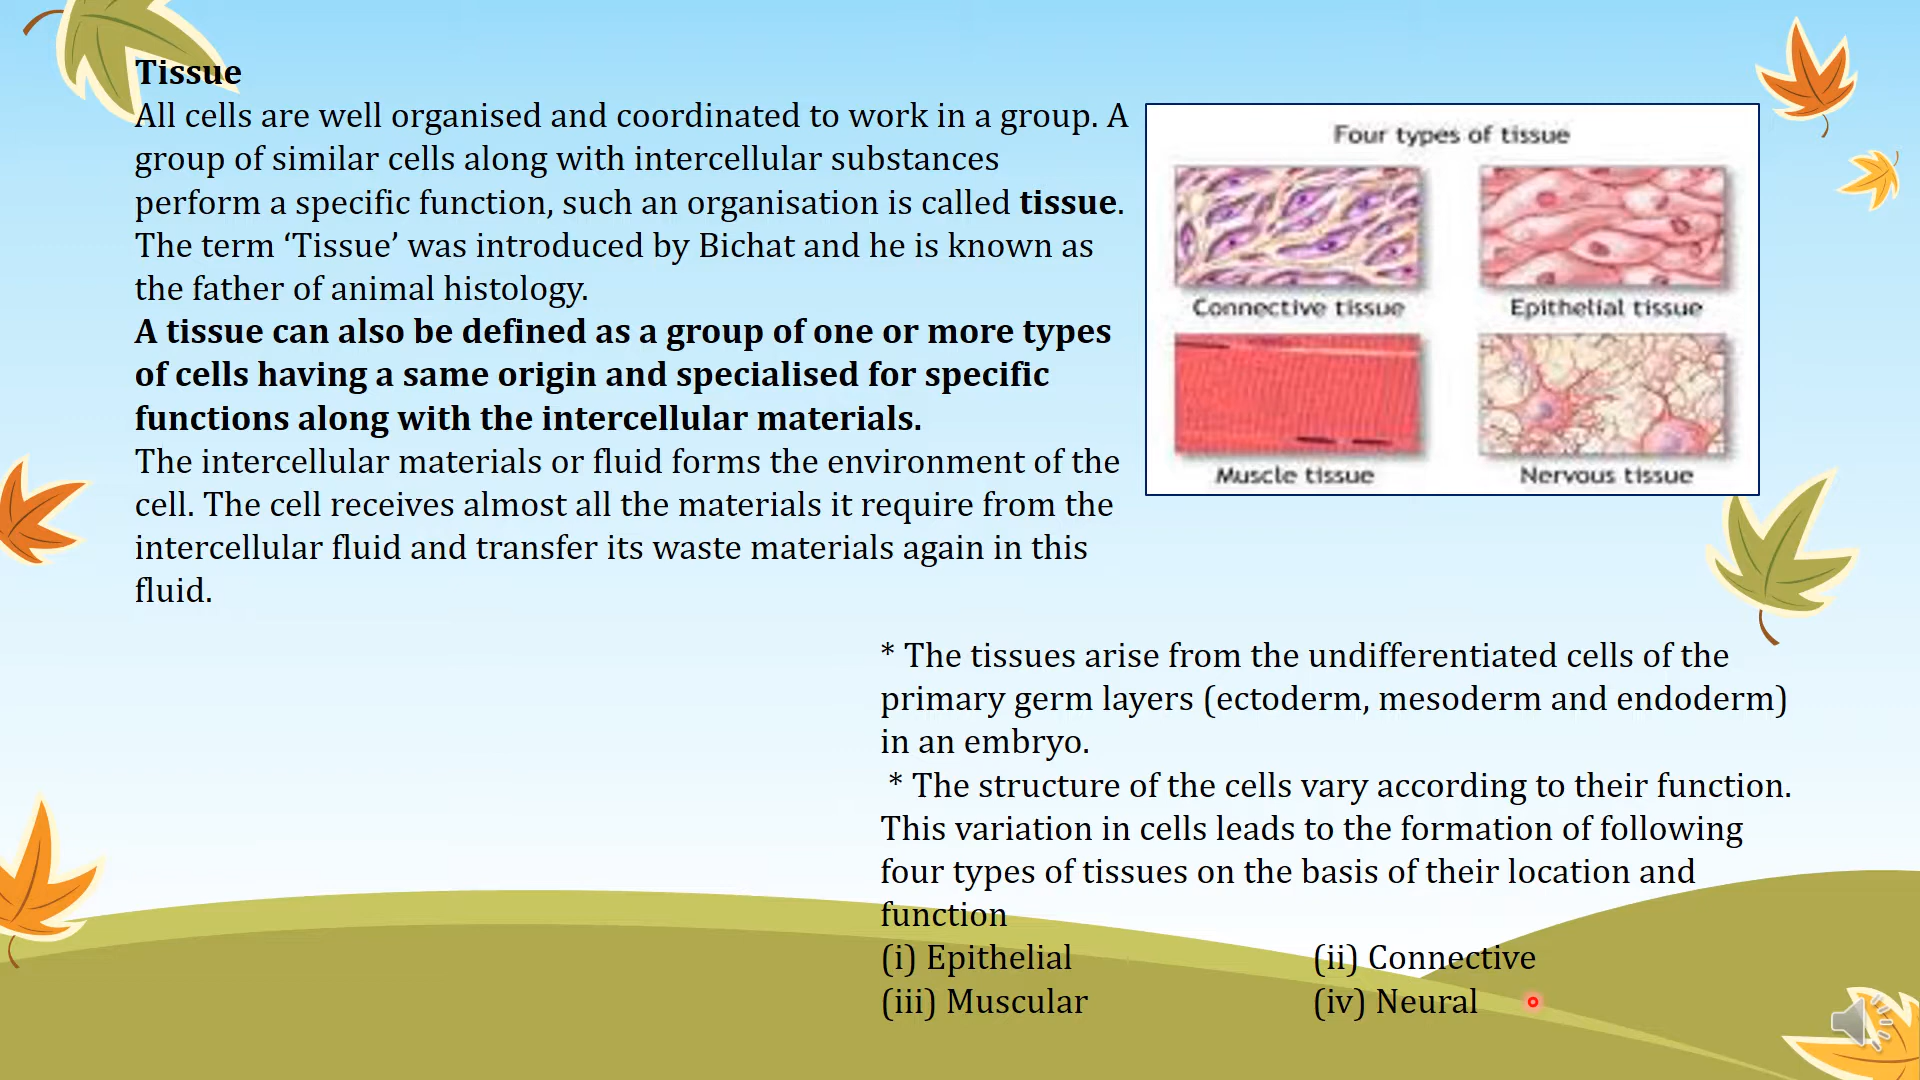 Tissue
All cells are well organised and coordinated to work in a group. A
group of similar cells along with intercellular substances
perform a specific function, such an organisation is called tissue.
The term ‘Tissue’ was introduced by Bichat and he is known as
the father of animal histology.
A tissue can also be defined as a group of one or more types
of cells having a same origin and specialised for specific
functions along with the intercellular materials.
The intercellular materials or fluid forms the environment of the
cell. The cell receives almost all the materials it require from the
intercellular fluid and transfer its waste materials again in this
fluid.
Four types of tissue
Connective tissue
Epithelial tissue
Muscle tissue
Nervous tissue
* The tissues arise from the undifferentiated cells of the
primary germ layers (ectoderm, mesoderm and endoderm)
in an embryo.
* The structure of the cells vary according to their function.
This variation in cells leads to the formation of following
four types of tissues on the basis of their location and
function
(i) Epithelial (ii) Connective
(iii) Muscular (iv) Neural